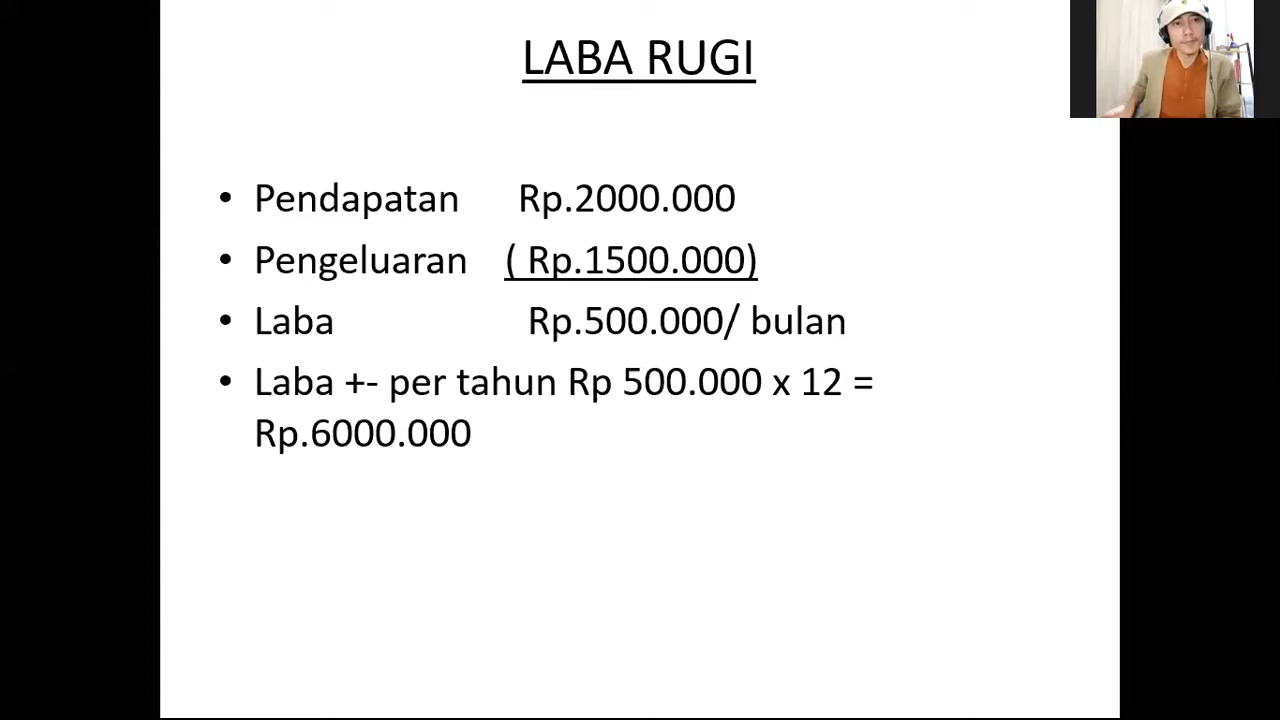 LABA RUGI
• Pendapatan Rp.2000.000
• Pengeluaran ( Rp.1500.000)
• Laba Rp.500.000/ bulan
• Laba +- per tahun Rp 500.000 x 12 =
Rp.6000.000